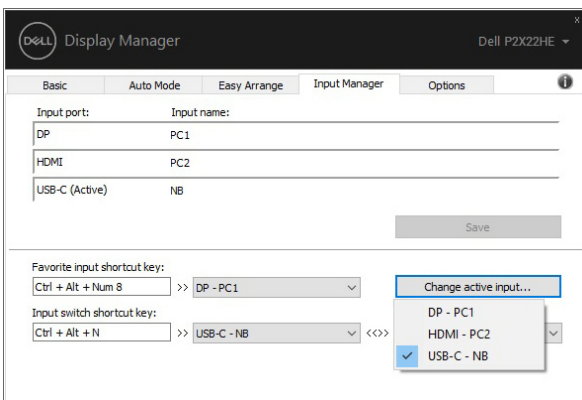 DELL Display Manager
Dell P2X22HE
Basic Auto Mode Easy Arrange Input Manager Options
Input port: Input name:
DP PC1
HDMI PC2
USB-C (Active) NB
Save
Favorite input shortcut key:
Ctrl + Alt + Num 8 >> DP - PC1 Change active input...
Input switch shortcut key:
Ctrl + Alt + N >> USB-C - NB <<>>
DP - PC1
HDMI - PC2
USB-C - NB